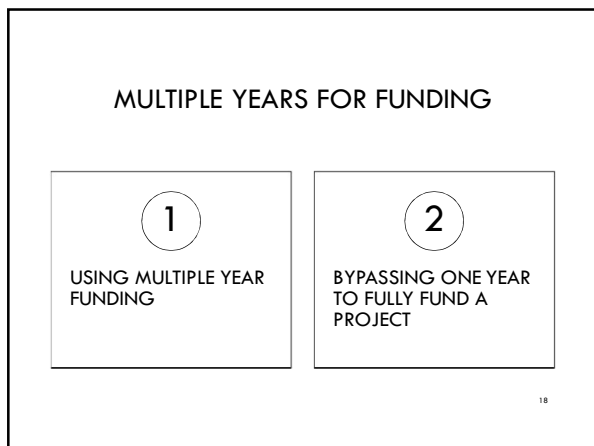 MULTIPLE YEARS FOR FUNDING
1
USING MULTIPLE YEAR
FUNDING
2
BYPASSING ONE YEAR
TO FULLY FUND A
PROJECT
18